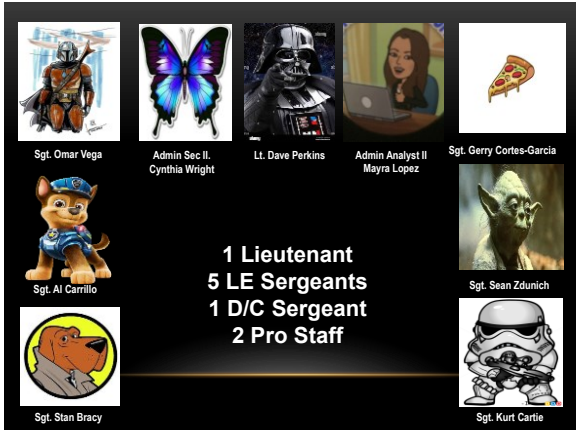 Sgt. Omar Vega
Admin Sec II.
Cynthia Wright
Lt. Dave Perkins
Admin Analyst II
Mayra Lopez
Sgt. Gerry Cortes-Garcia
Sgt. Al Carrillo
Sgt. Sean Zdunich
1 Lieutenant
5 LE Sergeants
1 D/C Sergeant
2 Pro Staff
Sgt. Stan Bracy
Sgt. Kurt Cartie